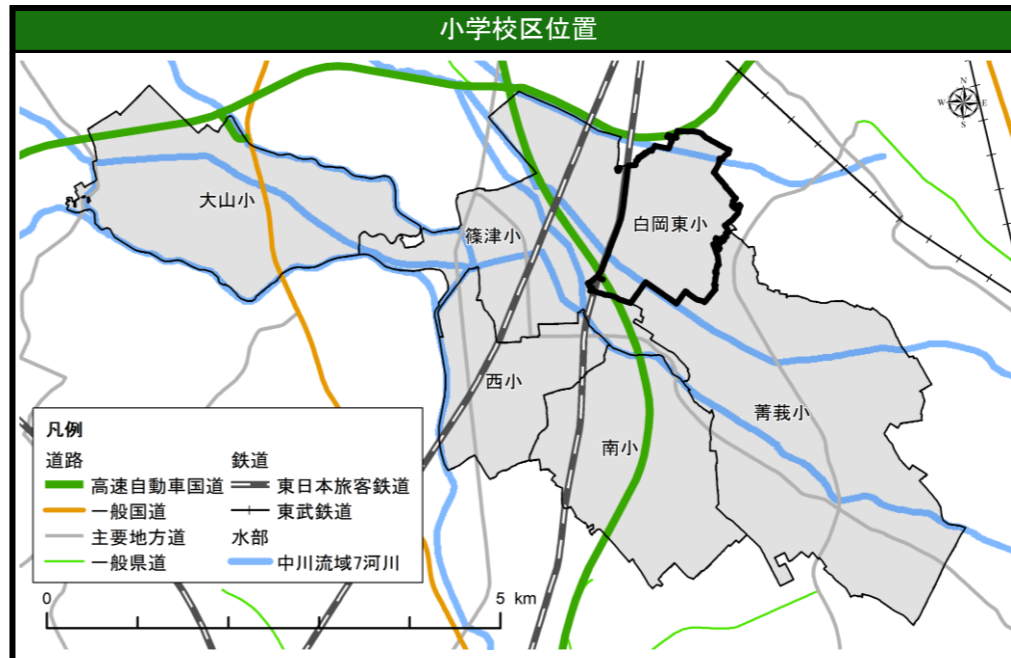 小学校区位置
N
W E
S
大山小
篠津小
白岡東小
西小
菁莪小
南小
凡例
道路
鉄道
高速自動車国道
東日本旅客鉄道
一般国道
東武鉄道
主要地方道
水部
一般県道
中川流域7河川
0 5 km